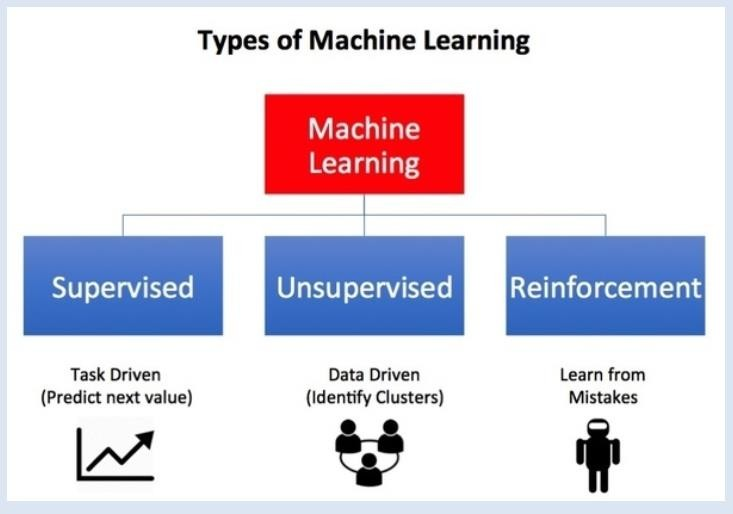 Types of Machine Learning
Machine
Learning
Supervised
Unsupervised
Reinforcement
Task Driven
(Predict next value)
Data Driven
(Identify Clusters)
Learn from
Mistakes